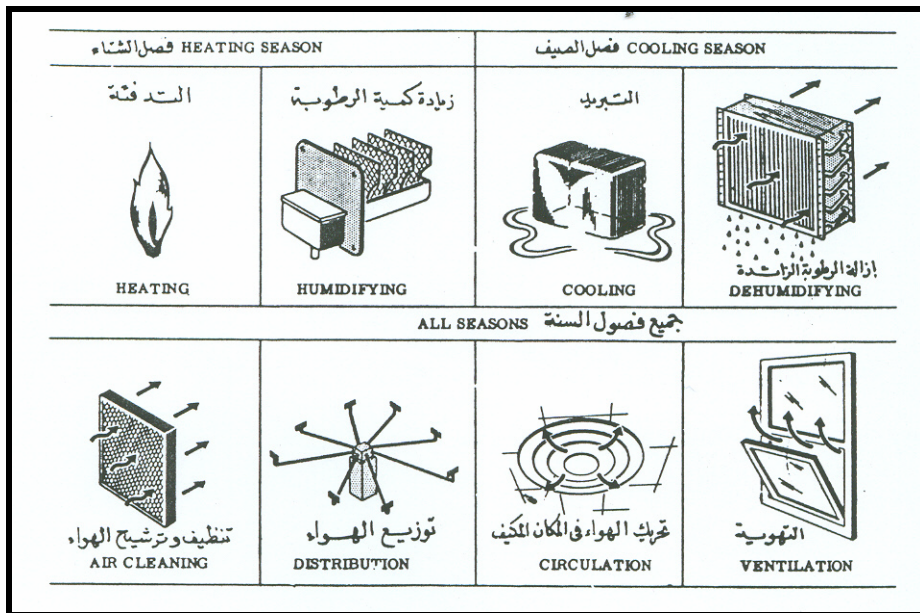 فصل الشتاء HEATING SEASON
فصل الصيف COOLING SEASON
التدفئة
HEATING
زيادة كمية الرطوبة
HUMIDIFYING
التبريد
COOLING
إزالة الرطوبة الزائدة
DEHUMIDIFYING
ALL SEASONS جميع فصول السنة
تنظيف وترشيح الهواء
AIR CLEANING
توزيع الهواء
DISTRIBUTION
تحريك الهواء في المكان المكيف
CIRCULATION
التهوية
VENTILATION